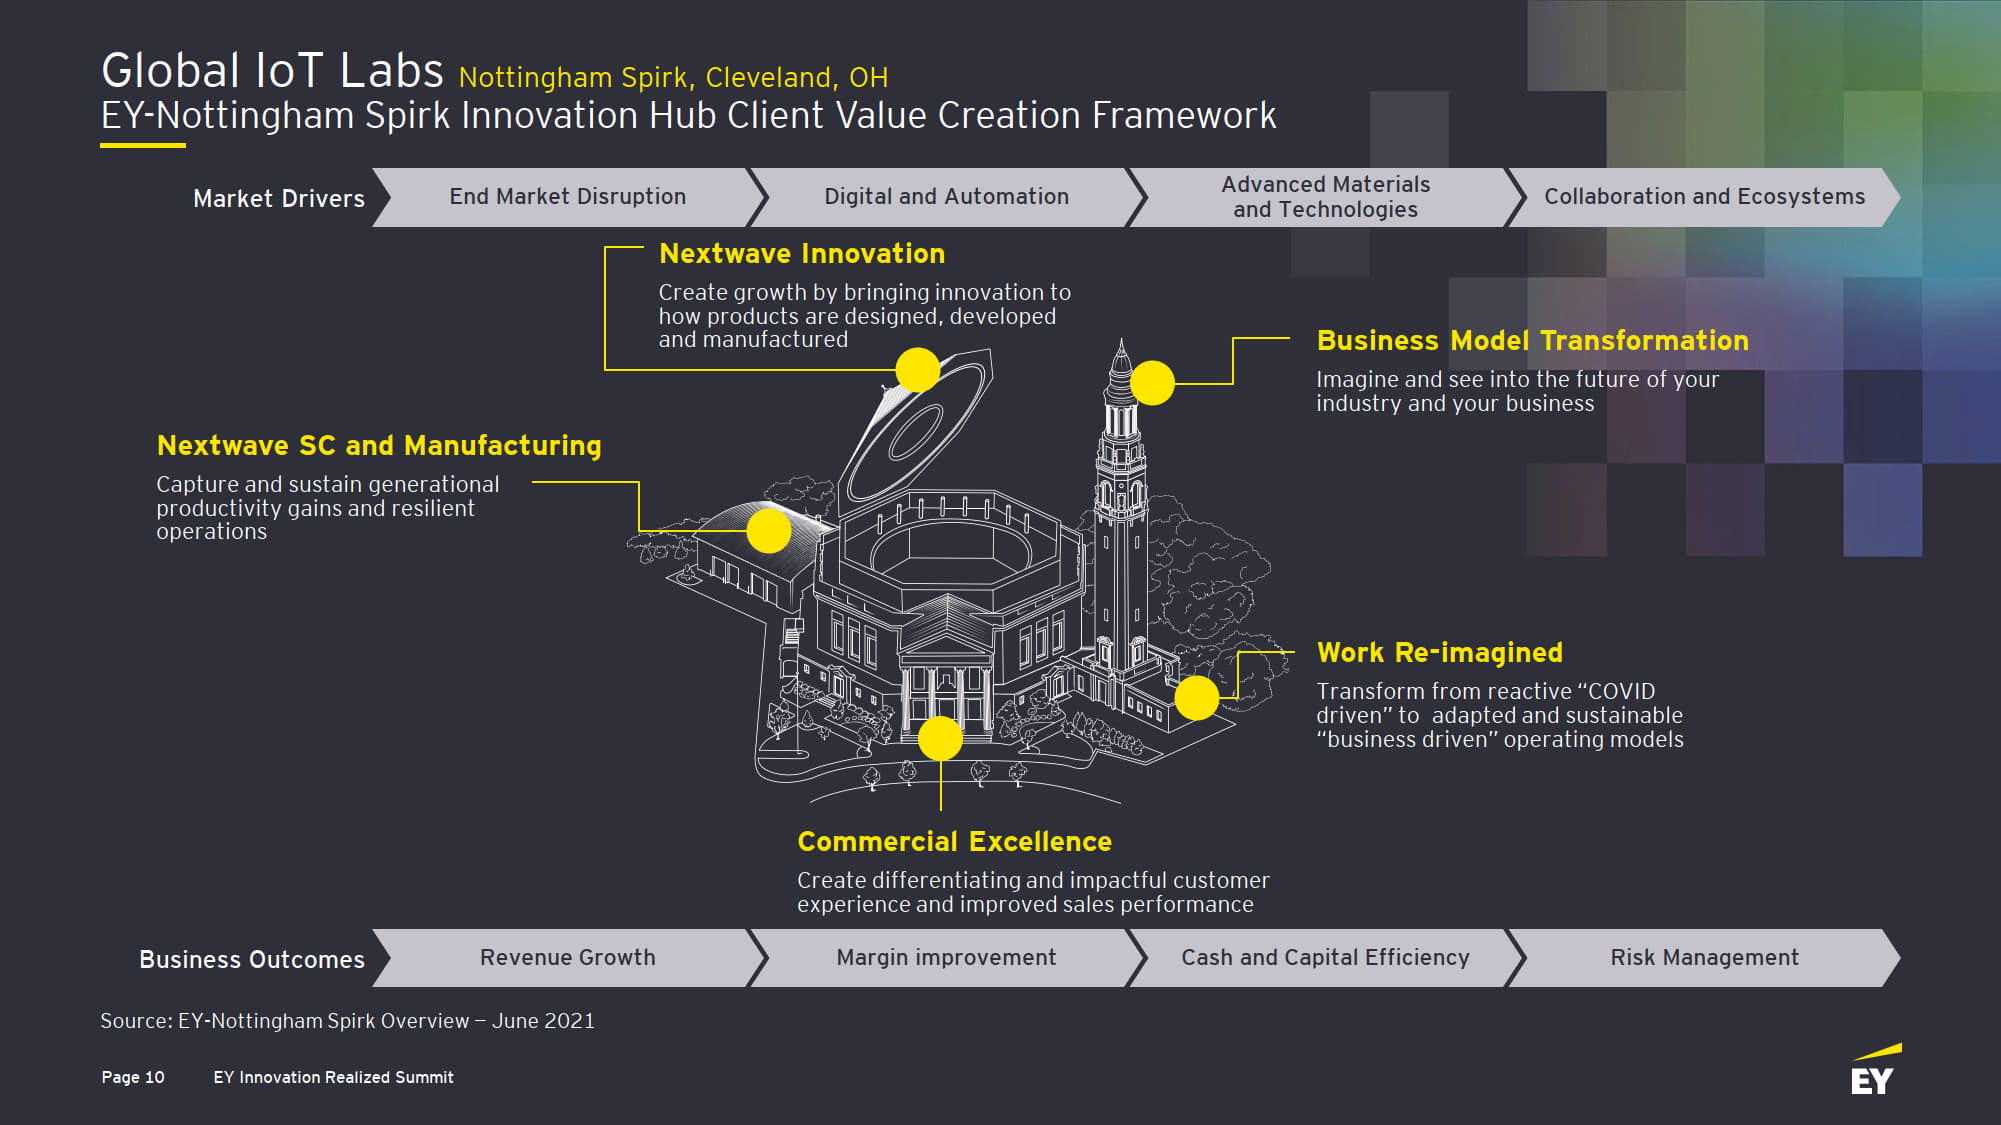 Global IoT Labs Nottingham Spirk, Cleveland, OH
EY-Nottingham Spirk Innovation Hub Client Value Creation Framework
Market Drivers
End Market Disruption
Digital and Automation
Advanced Materials
and Technologies
Collaboration and Ecosystems
Nextwave Innovation
Create growth by bringing innovation to
how products are designed, developed
and manufactured
Business Model Transformation
Imagine and see into the future of your
industry and your business
Nextwave SC and Manufacturing
Capture and sustain generational
productivity gains and resilient
operations
Work Re-imagined
Transform from reactive “COVID
driven” to  adapted and sustainable
“business driven” operating models
Commercial Excellence
Create differentiating and impactful customer
experience and improved sales performance
Business Outcomes
Revenue Growth
Margin improvement
Cash and Capital Efficiency
Risk Management
Source: EY-Nottingham Spirk Overview – June 2021
Page 10
EY Innovation Realized Summit
EY